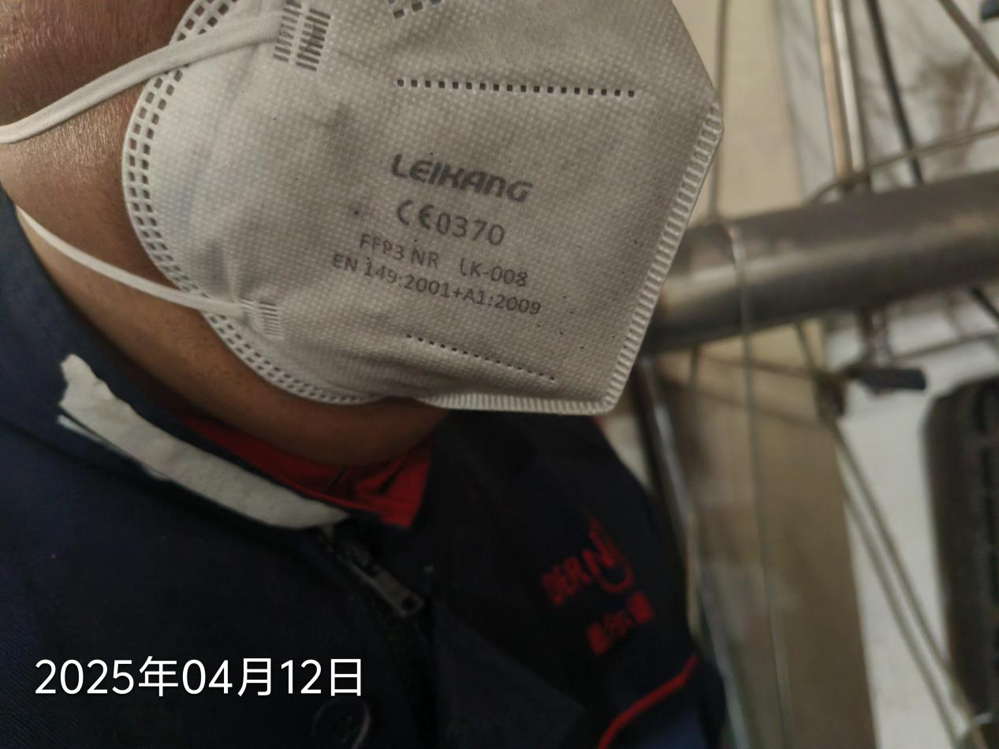 LEIKANG
CE0370
FFP3 NR LK-008
EN 149:2001+A1:2009
2025年04月12日